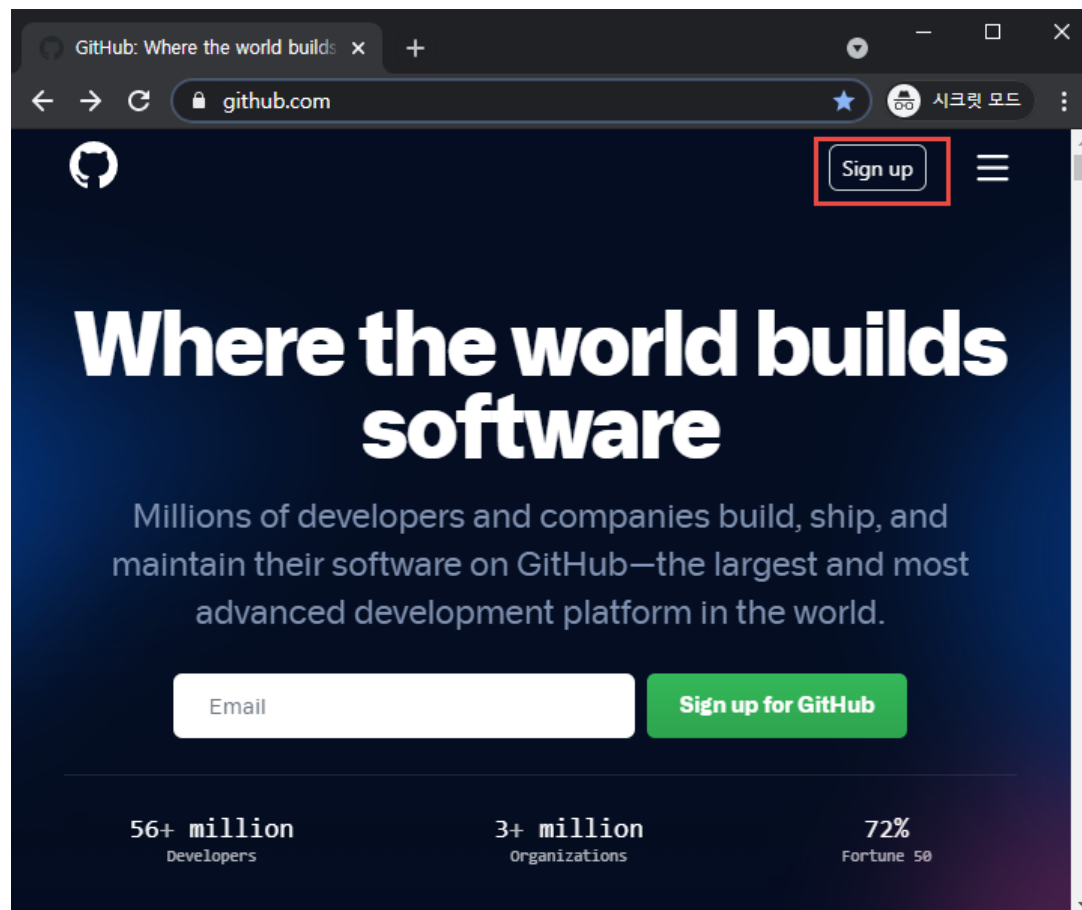 GitHub: Where the world builds
github.com
시크릿 모드
Sign up
Where the world builds
software
Millions of developers and companies build, ship, and
maintain their software on GitHub—the largest and most
advanced development platform in the world.
Email
Sign up for GitHub
56+ million
Developers
3+ million
Organizations
72%
Fortune 50